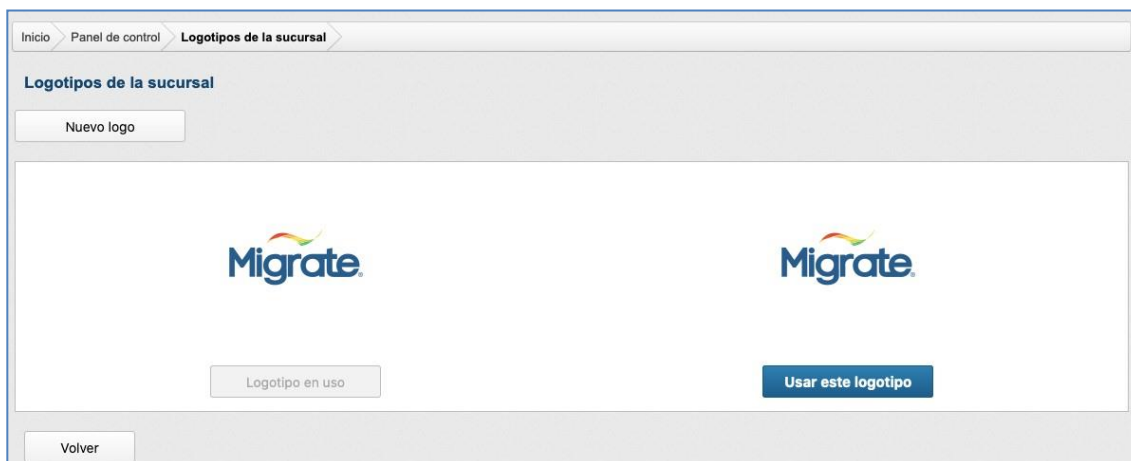 Inicio Panel de control Logotipos de la sucursal
Logotipos de la sucursal
Nuevo logo
Migrate® Migrate®
Logotipo en uso Usar este logotipo
Volver